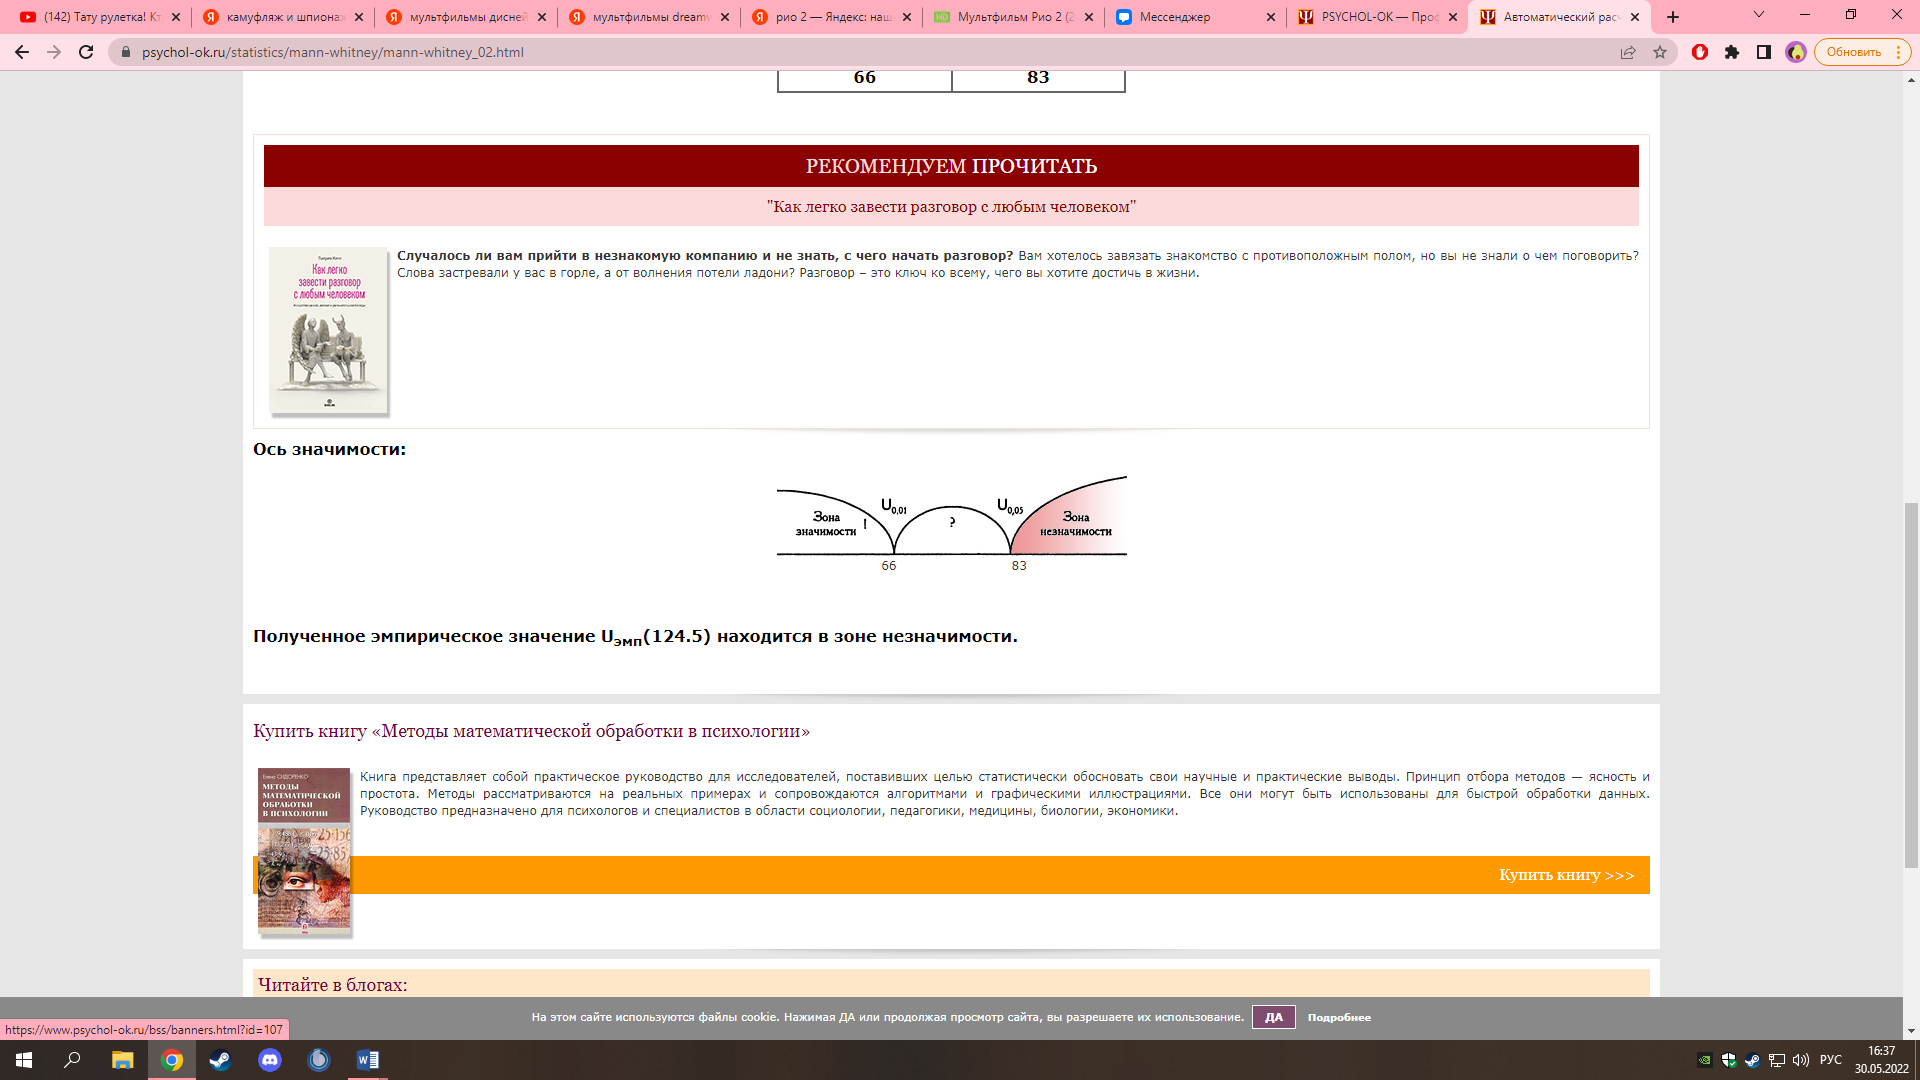 (142) Тату рулетка! Кт
камуфляж и шпионаж
мультфильмы дисней
мультфильмы dreamw
рио 2 — Яндекс: наш
Мультфильм Рио 2 (2
Мессенджер
PSYCHOL-OK — Проф
Автоматический рас
psychol-ok.ru/statistics/mann-whitney/mann-whitney_02.html
Обновить
66 83
РЕКОМЕНДУЕМ ПРОЧИТАТЬ
"Как легко завести разговор с любым человеком"
Как легко
завести разговор
с любым человеком
Случалось ли вам прийти в незнакомую компанию и не знать, с чего начать разговор? Вам хотелось завязать знакомство с противоположным полом, но вы не знали о чем поговорить?
Слова застревали у вас в горле, а от волнения потели ладони? Разговор – это ключ ко всему, чего вы хотите достичь в жизни.
Ось значимости:
U0,01 U0,05
Зона
значимости
!
?
Зона
незначимости
66 83
Полученное эмпирическое значение Uэмп(124.5) находится в зоне незначимости.
Купить книгу «Методы математической обработки в психологии»
Елена СИДОРЕНКО
МЕТОДЫ
МАТЕМАТИЧЕСКОЙ
ОБРАБОТКИ
В ПСИХОЛОГИИ
Книга представляет собой практическое руководство для исследователей, поставивших целью статистически обосновать свои научные и практические выводы. Принцип отбора методов — ясность и
простота. Методы рассматриваются на реальных примерах и сопровождаются алгоритмами и графическими иллюстрациями. Все они могут быть использованы для быстрой обработки данных.
Руководство предназначено для психологов и специалистов в области социологии, педагогики, медицины, биологии, экономики.
Купить книгу >>>
Читайте в блогах:
На этом сайте используются файлы cookie. Нажимая ДА или продолжая просмотр сайта, вы разрешаете их использование.
ДА
Подробнее
https://www.psychol-ok.ru/bss/banners.html?id=107
РУС
16:37
30.05.2022